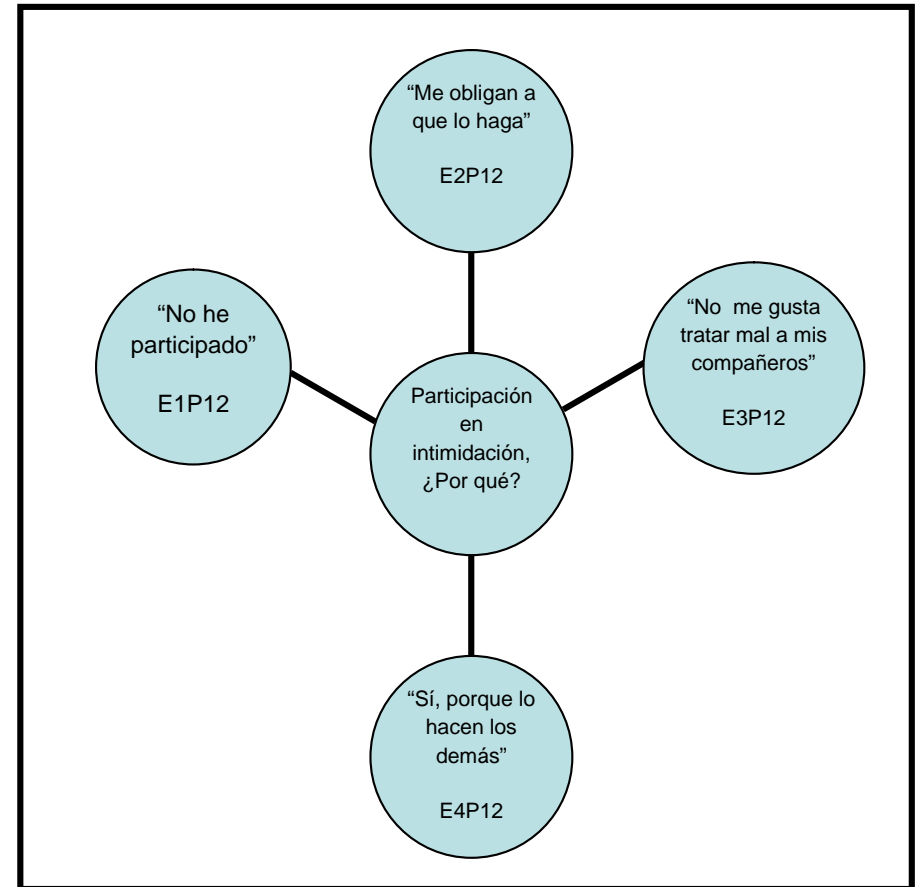 “Me obligan a
que lo haga”
E2P12
“No he
participado”
E1P12
“No  me gusta
tratar mal a mis
compañeros”
E3P12
Participación
en
intimidación,
¿Por qué?
“Sí, porque lo
hacen los
demás”
E4P12